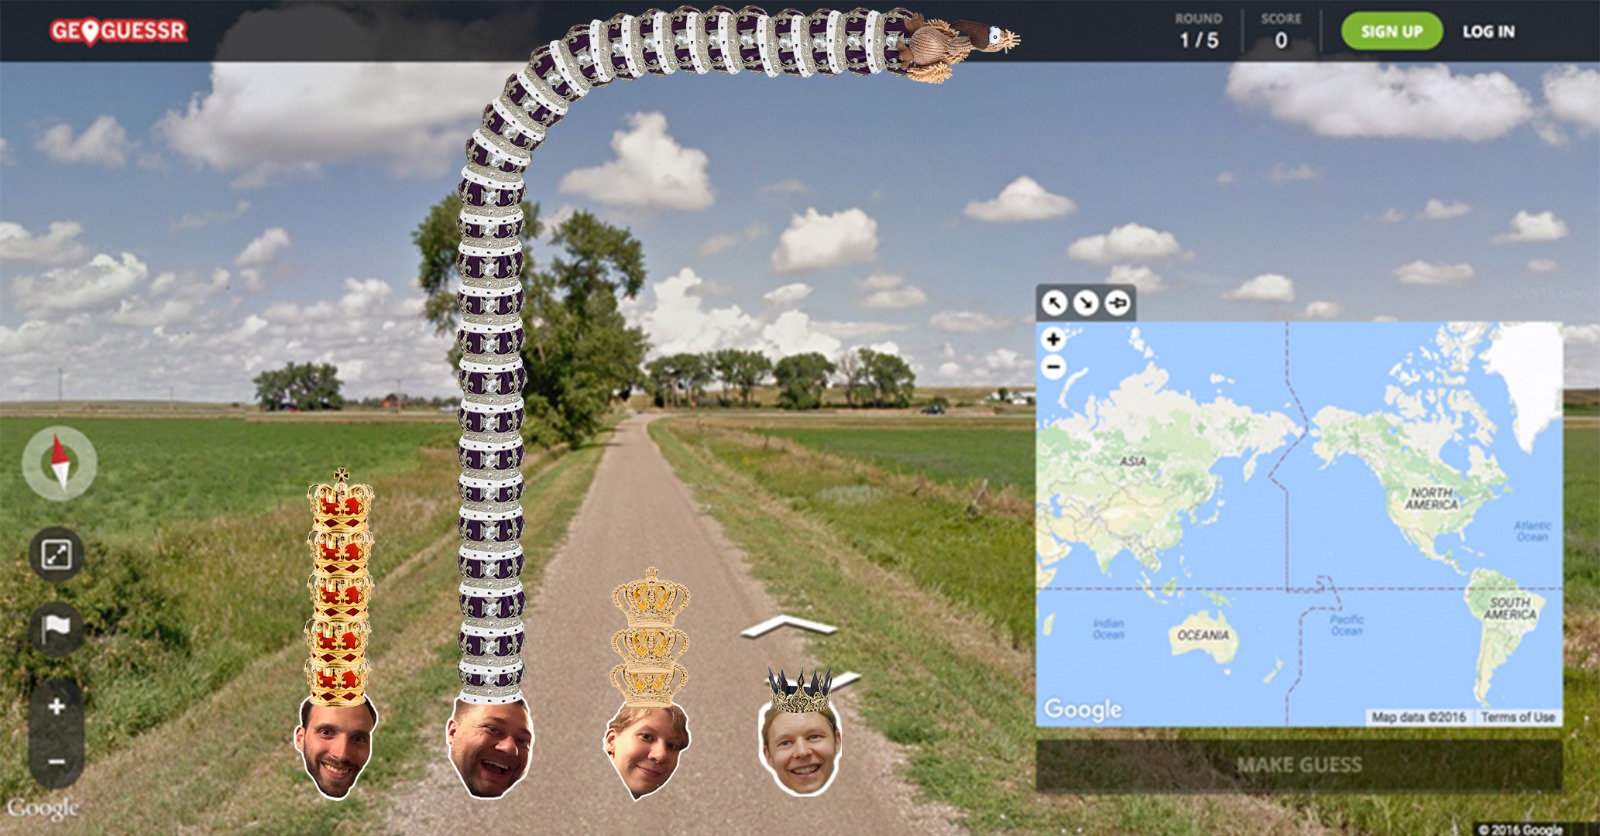 GEOGUESSR
ROUND
1 / 5
SCORE
0
SIGN UP
LOG IN
ASIA
NORTH
AMERICA
Atlantic
Ocean
SOUTH
AMERICA
Indian
Ocean
OCEANIA
Pacific
Ocean
Google
Map data ©2016
Terms of Use
MAKE GUESS
Google
© 2016 Google